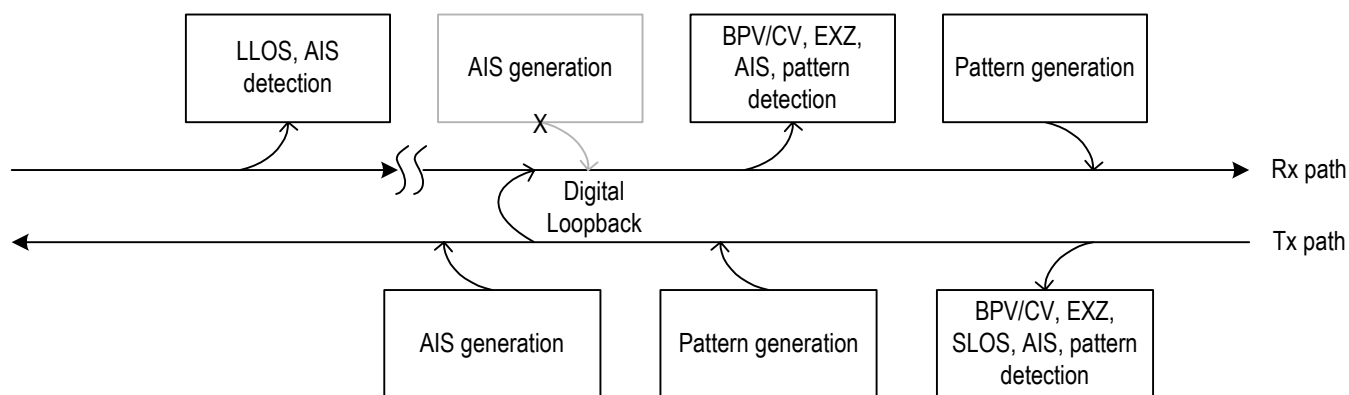 LLOS, AIS
detection
AIS generation
BPV/CV, EXZ,
AIS, pattern
detection
Pattern generation
X
Rx path
Digital
Loopback
Tx path
AIS generation
Pattern generation
BPV/CV, EXZ,
SLOS, AIS, pattern
detection